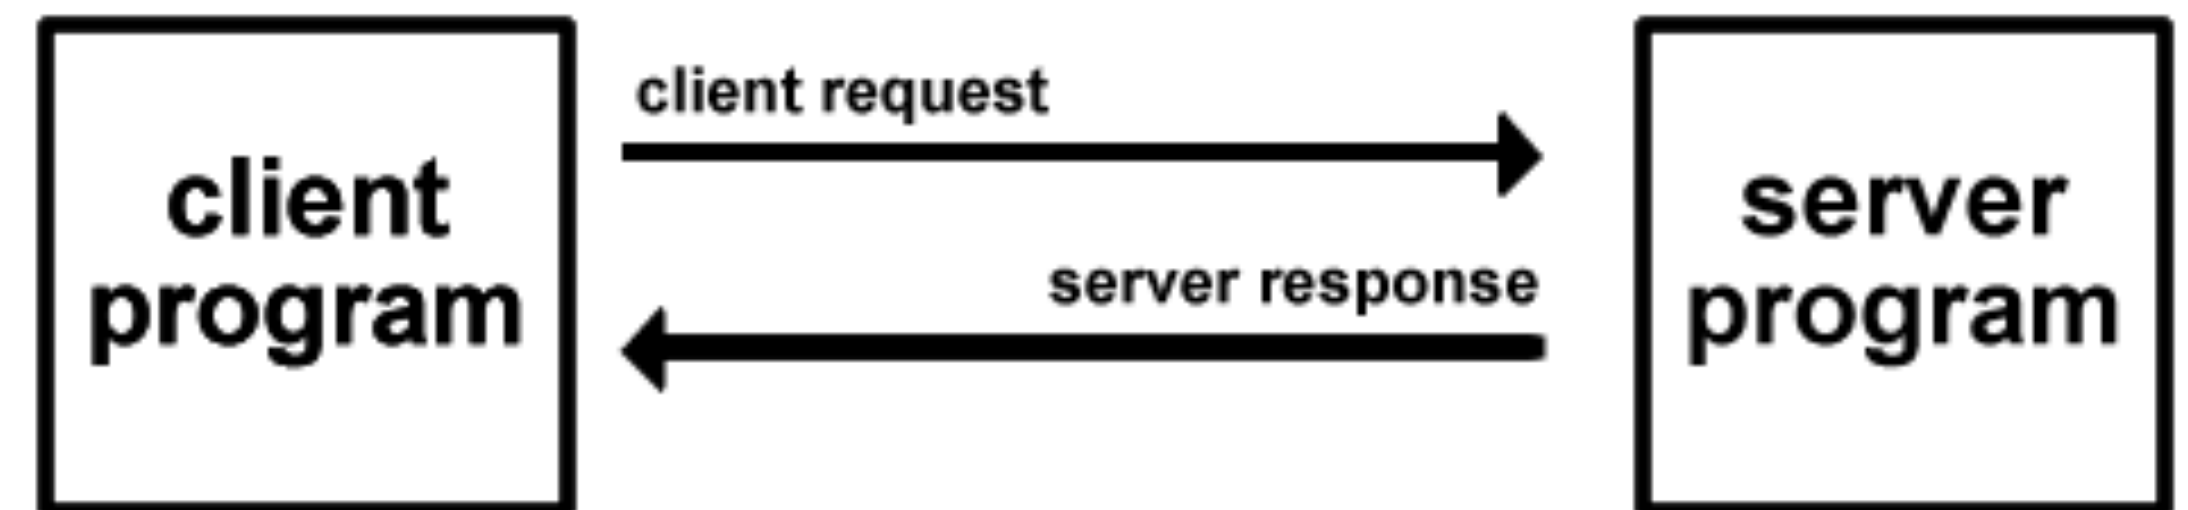 client
program
client request
server response
server
program